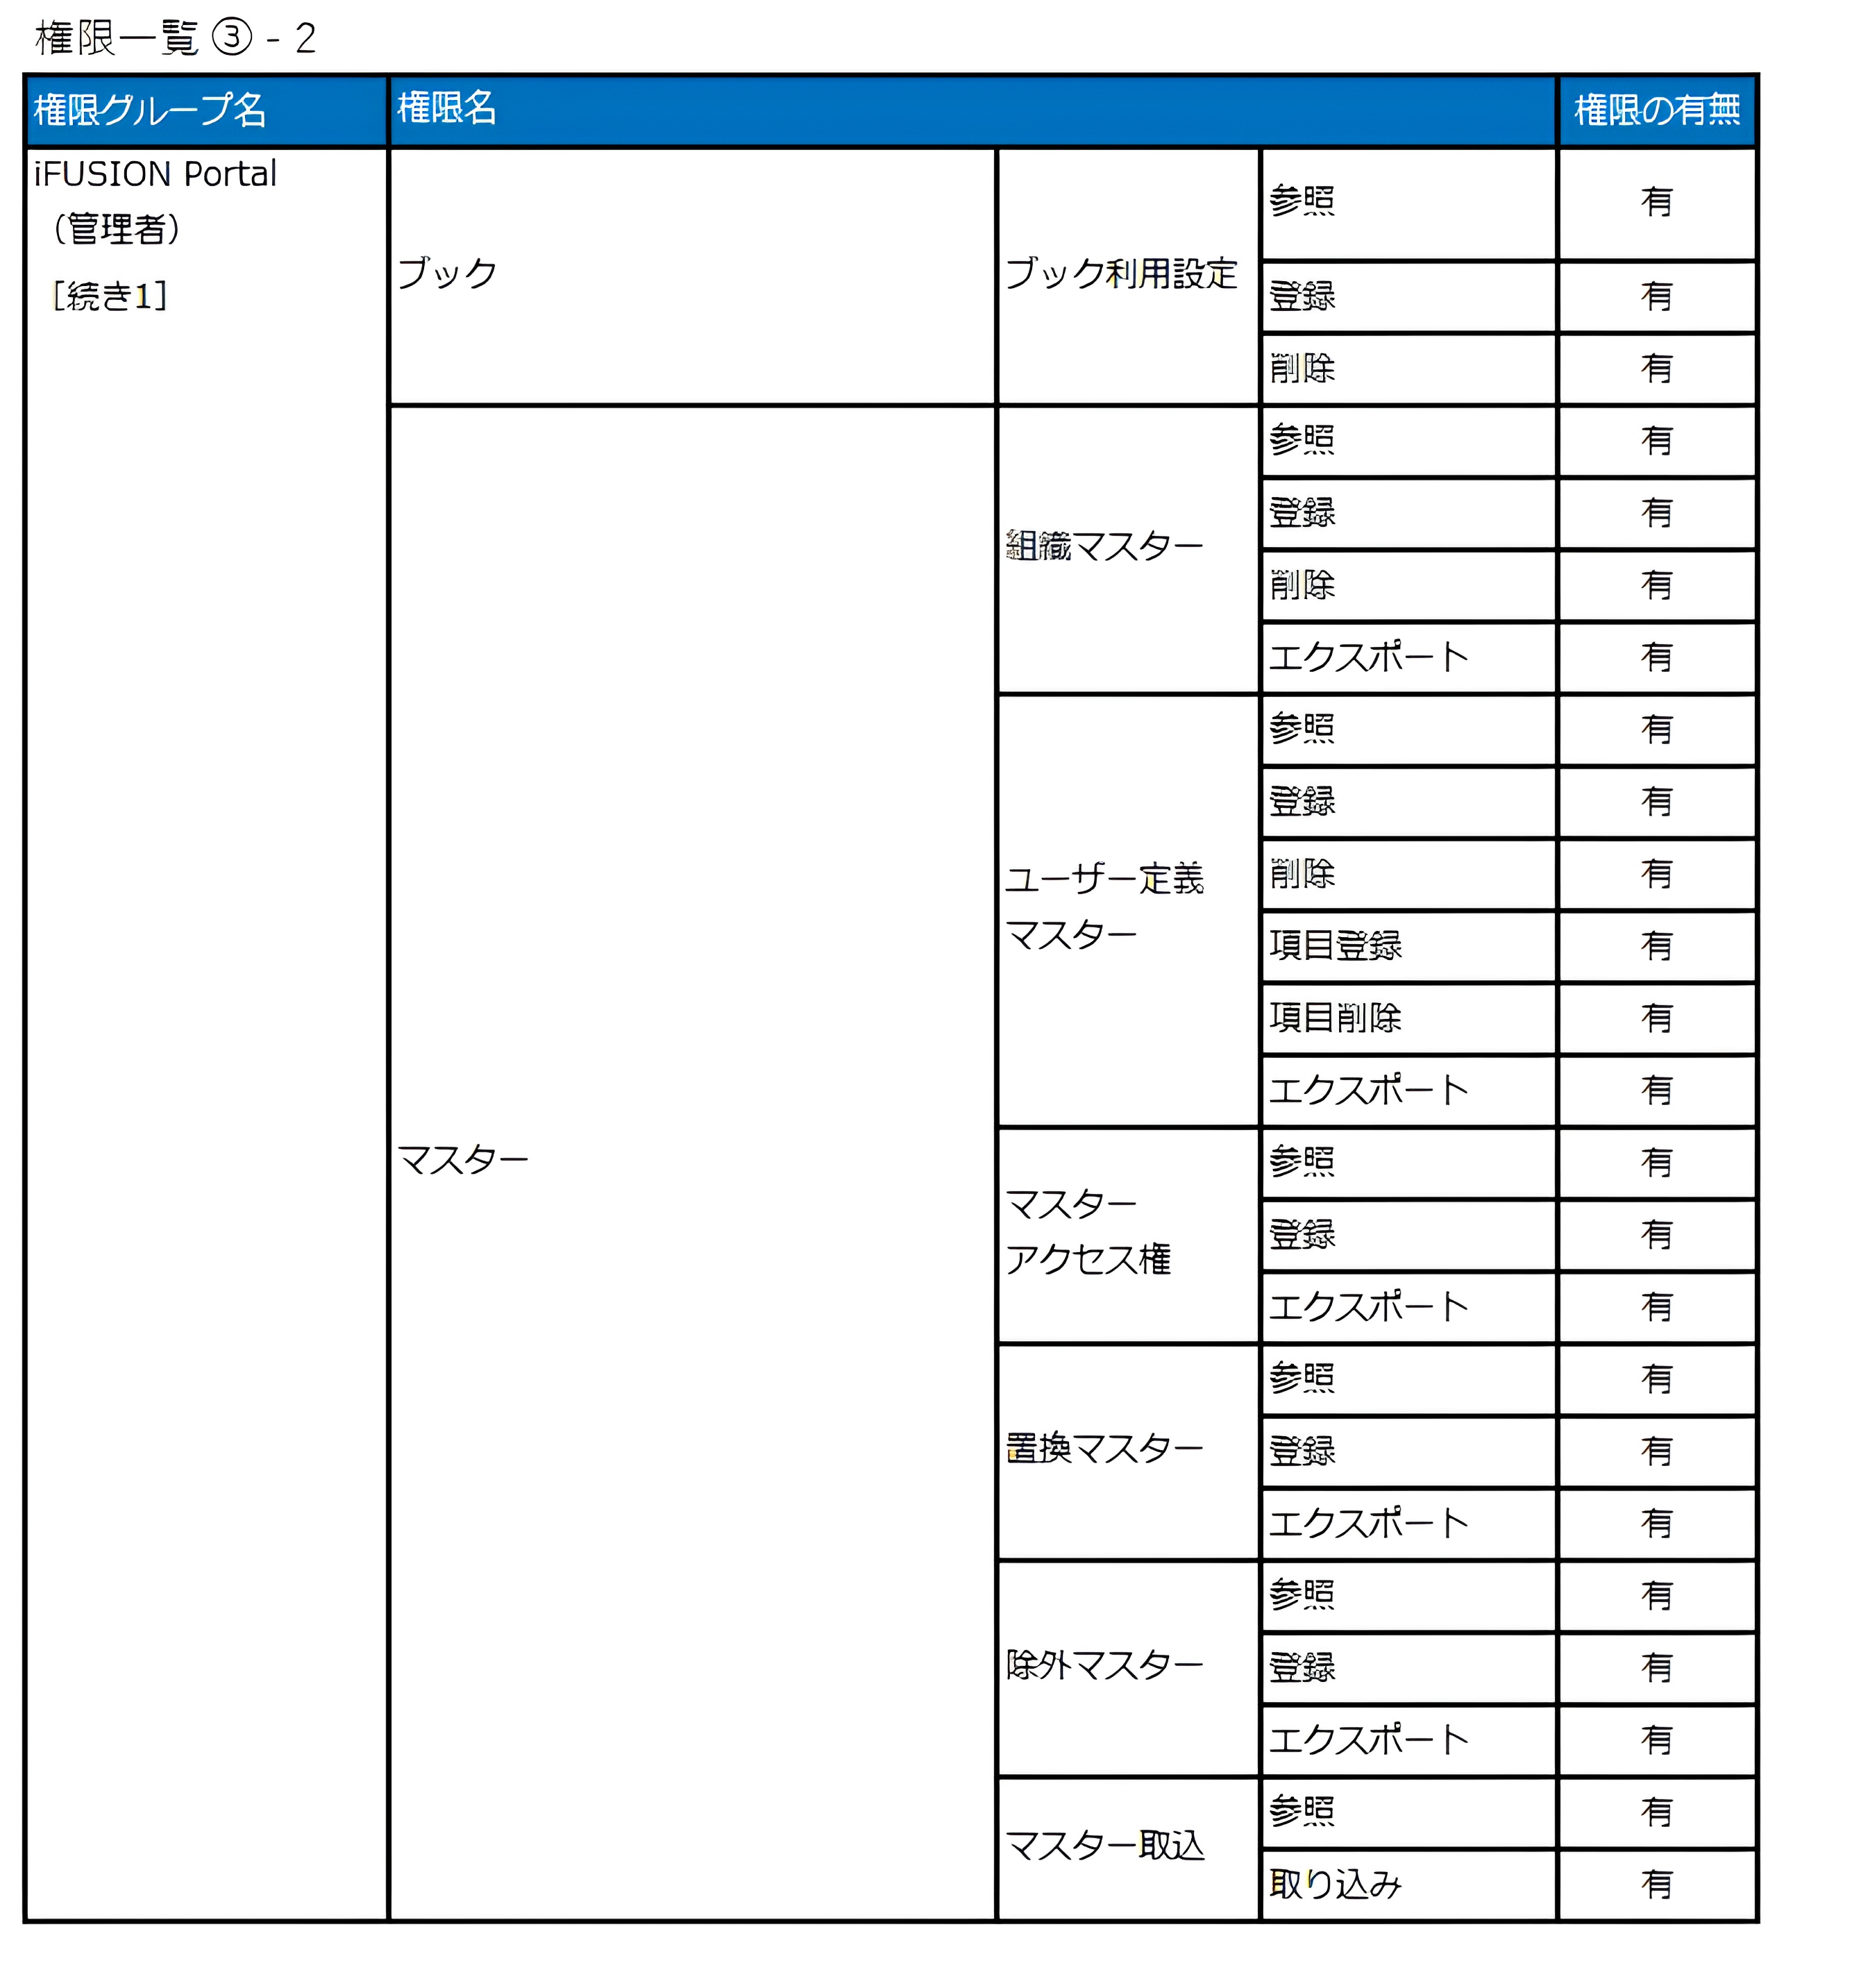 権限一覧 ③ - 2
権限グループ名 権限名 権限の有無
iFUSION Portal
（管理者）
[続き1]
ブック
ブック利用設定
参照 有
登録 有
削除 有
マスター
組織マスター
参照 有
登録 有
削除 有
エクスポート 有
ユーザー定義
マスター
参照 有
登録 有
削除 有
項目登録 有
項目削除 有
エクスポート 有
マスター
アクセス権
参照 有
登録 有
エクスポート 有
置換マスター
参照 有
登録 有
エクスポート 有
除外マスター
参照 有
登録 有
エクスポート 有
マスター取込
参照 有
取り込み 有